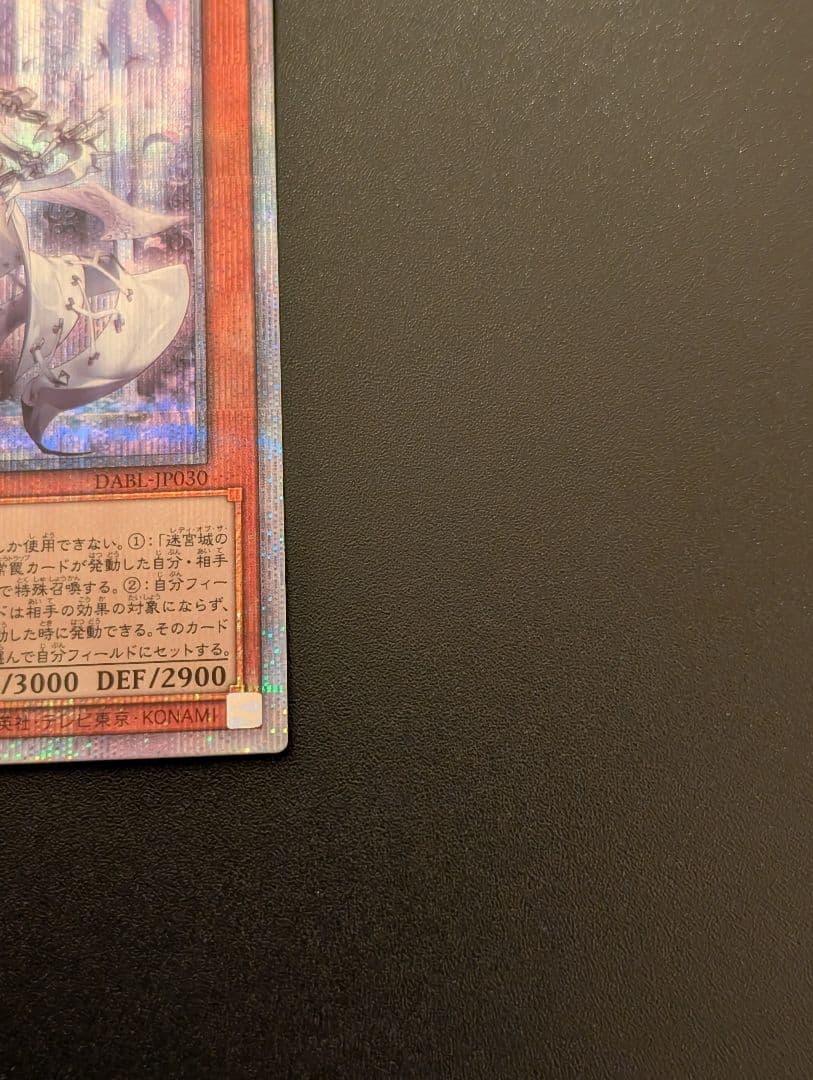 DABL-JP030
しか使用できない。①:「迷宮城の
常罠カードが発動した自分・相手
で特殊召喚する。②:自分フィー
ドは相手の効果の対象にならず、
動した時に発動できる。そのカード
選んで自分フィールドにセットする。
/3000 DEF/2900
英社・テレビ東京・KONAMI